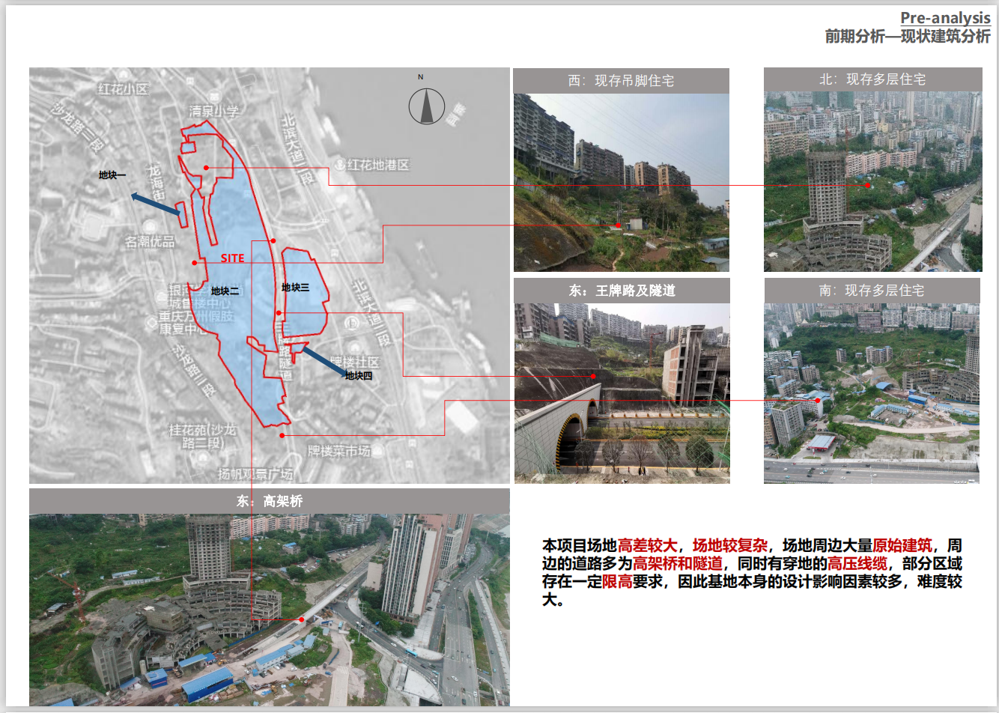 Pre-analysis
前期分析—现状建筑分析
N
红花小区
清泉小学
沙龙路三段
北滨大道二段
红花地港区
龙海街
地块一
名潮优品
SITE
地块二
地块三
城售楼中心
重庆万州假肢
康复中心
北滨大道二段
沙龙路三段
牌楼社区
地块四
桂花苑(沙龙
路二段)
牌楼菜市场
扬帆观景广场
西：现存吊脚住宅
北：现存多层住宅
东：王牌路及隧道
南：现存多层住宅
东：高架桥
本项目场地高差较大，场地较复杂，场地周边大量原始建筑，周
边的道路多为高架桥和隧道，同时有穿地的高压线缆，部分区域
存在一定限高要求，因此基地本身的设计影响因素较多，难度较
大。